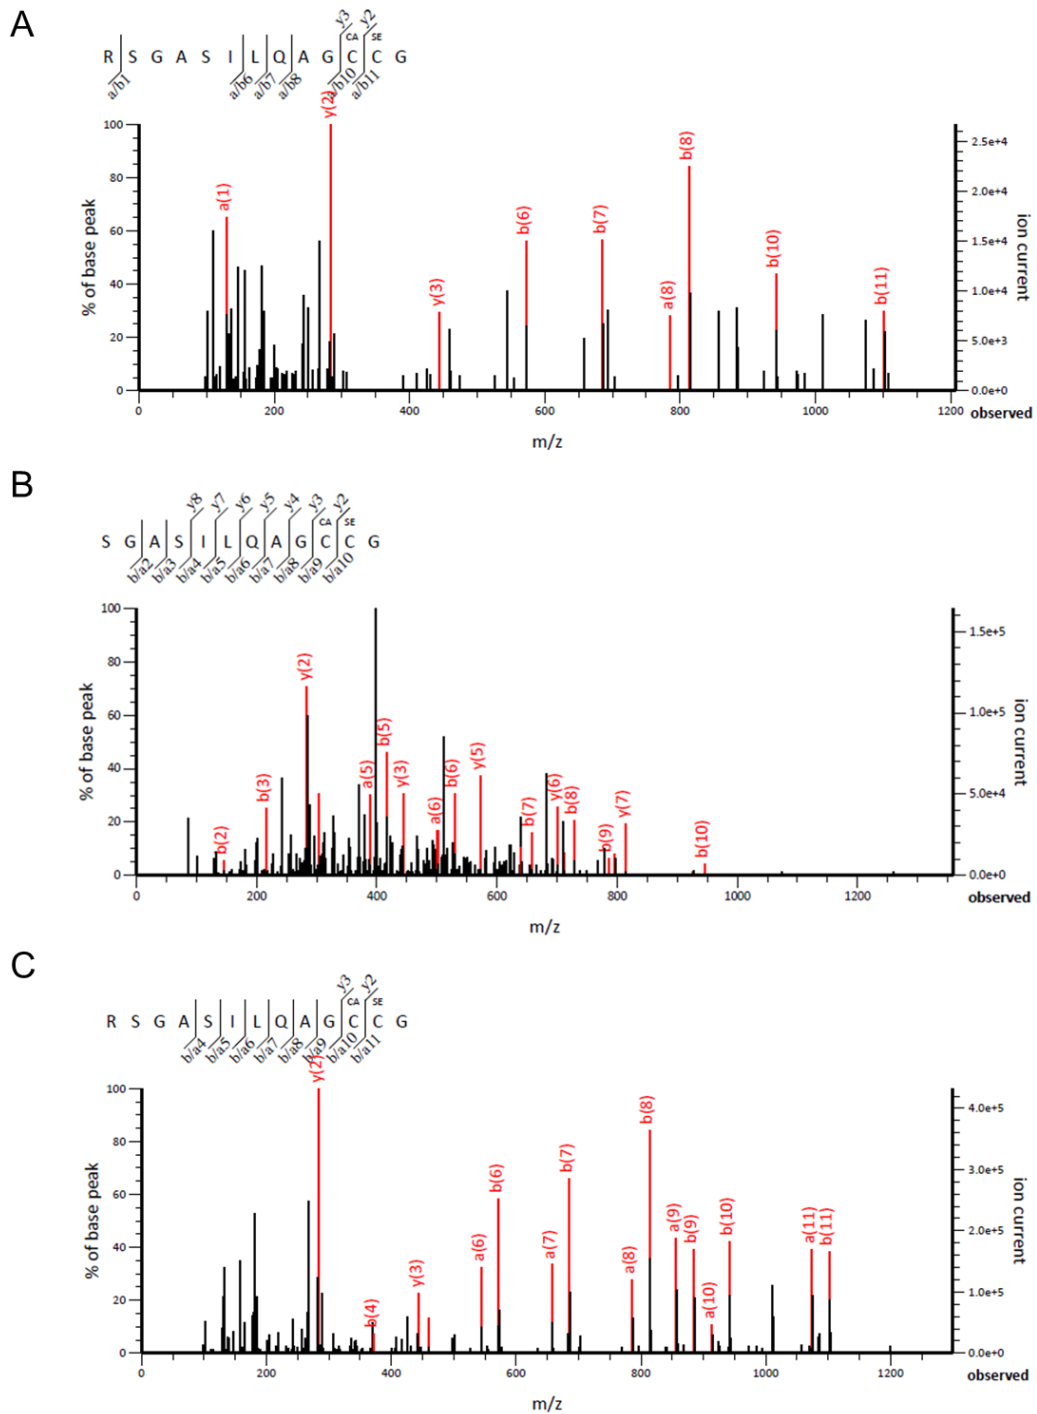 A
y3 y2
CA SE
R S G A S I L Q A G C C G
a/b1 a/b6 a/b7 a/b8 a/b10 a/b11
y(2)
b(8)
a(1)
b(6) b(7)
b(10)
y(3) a(8) b(11)
100 80 60 40 20 0
% of base peak
2.5e+4 2.0e+4 1.5e+4 1.0e+4 5.0e+3 0.0e+0
ion current
0 200 400 600 800 1000 1200 observed
m/z
B
y8 y7 y6 y5 y4 y3 y2
CA SE
S G A S I L Q A G C C G
b/a2 b/a3 b/a4 b/a5 b/a6 b/a7 b/a8 b/a9 b/a10
y(2)
b(5)
b(3) a(5) y(3) b(6) y(5)
a(6) b(7) y(6) b(8) y(7)
b(2) b(9) b(10)
100 80 60 40 20 0
% of base peak
1.5e+5 1.0e+5 5.0e+4 0.0e+0
ion current
0 200 400 600 800 1000 1200 observed
m/z
C
y3 y2
CA SE
R S G A S I L Q A G C C G
b/a4 b/a5 b/a6 b/a7 b/a8 b/a9 b/a10 b/a11
y(2)
b(8)
b(6) b(7)
a(6) a(7) a(9) b(9) b(10) a(11) b(11)
y(3) a(8)
b(4) a(10)
100 80 60 40 20 0
% of base peak
4.0e+5 3.0e+5 2.0e+5 1.0e+5 0.0e+0
ion current
0 200 400 600 800 1000 1200 observed
m/z